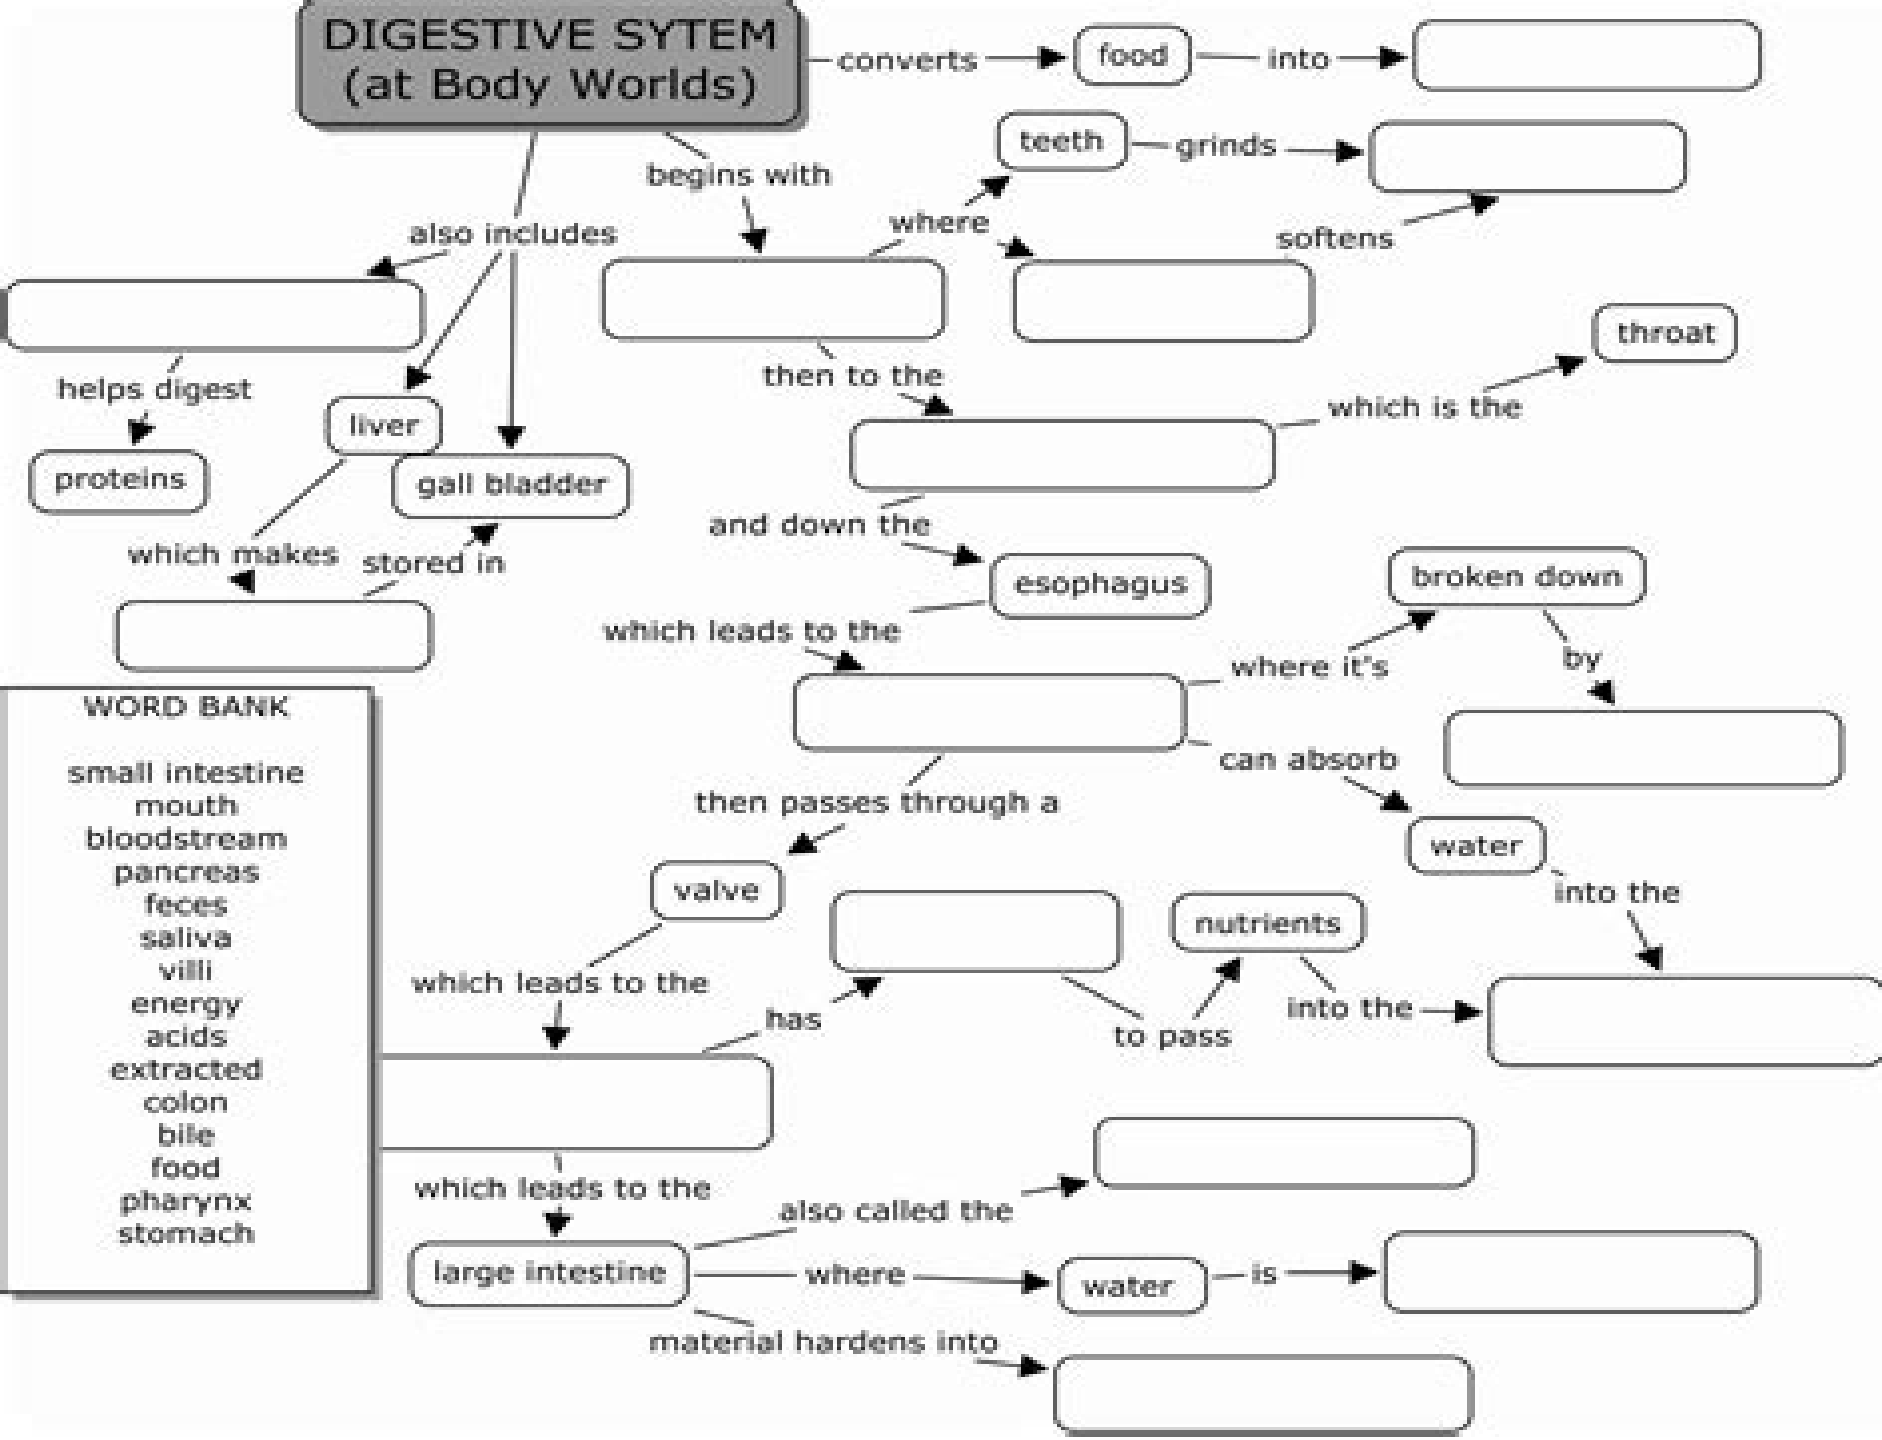 DIGESTIVE SYTEM
(at Body Worlds)
converts
food
into
teeth
grinds
begins with
where
softens
also includes
throat
then to the
which is the
helps digest
liver
proteins
gall bladder
and down the
which makes
stored in
esophagus
broken down
which leads to the
where it's
by
can absorb
then passes through a
water
valve
into the
nutrients
which leads to the
has
into the
to pass
which leads to the
also called the
large intestine
where
water
is
material hardens into
WORD BANK
small intestine
mouth
bloodstream
pancreas
feces
saliva
villi
energy
acids
extracted
colon
bile
food
pharynx
stomach